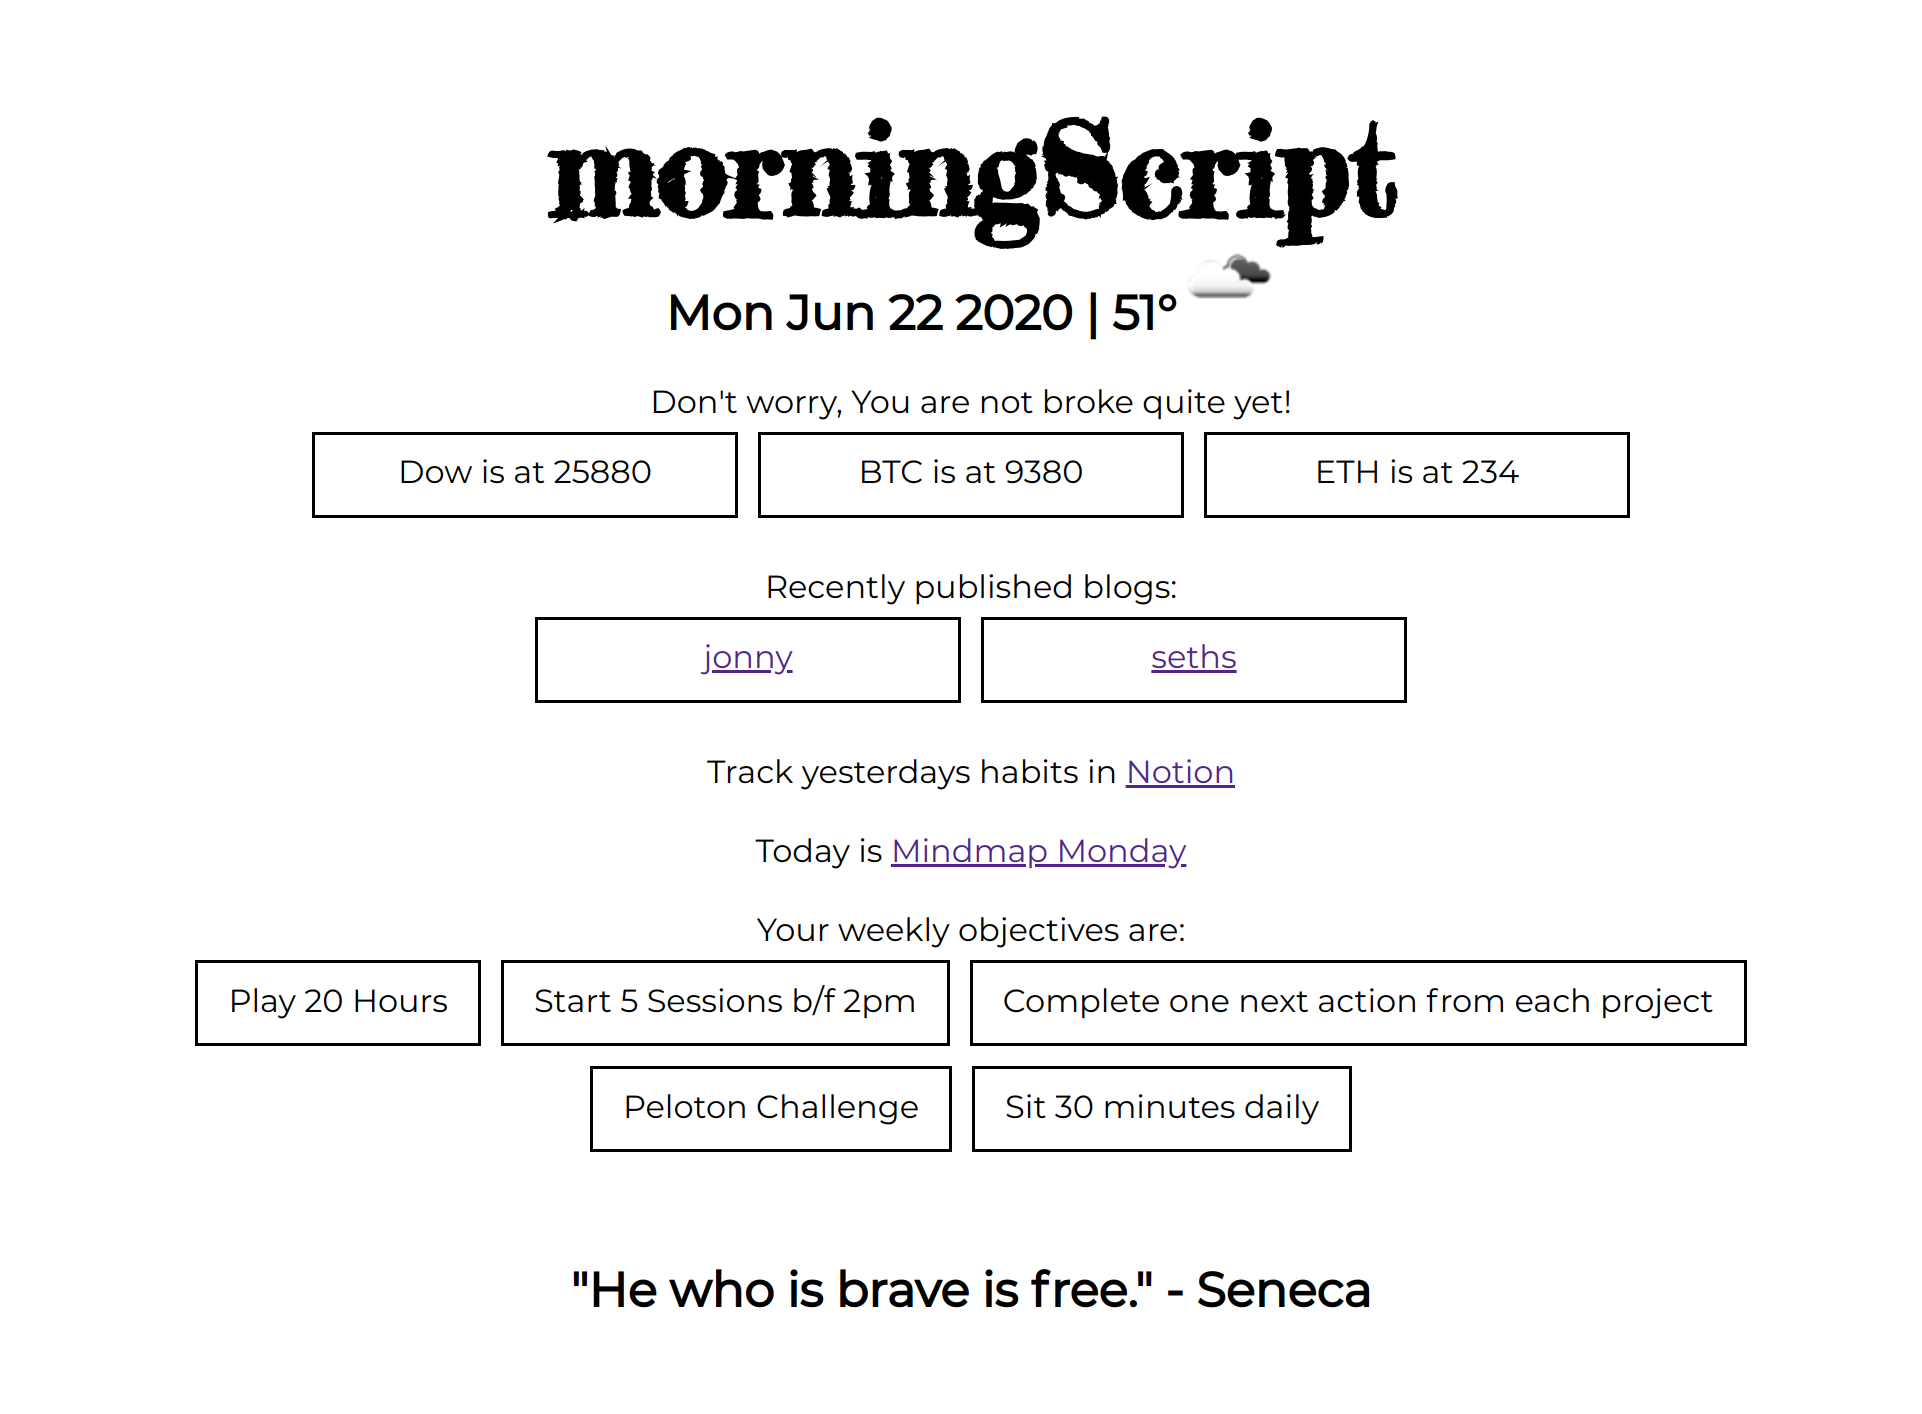 morningScript
Mon Jun 22 2020 | 51°
Don't worry, You are not broke quite yet!
Dow is at 25880
BTC is at 9380
ETH is at 234
Recently published blogs:
jonny
seths
Track yesterdays habits in Notion
Today is Mindmap Monday
Your weekly objectives are:
Play 20 Hours
Start 5 Sessions b/f 2pm
Complete one next action from each project
Peloton Challenge
Sit 30 minutes daily
"He who is brave is free." - Seneca